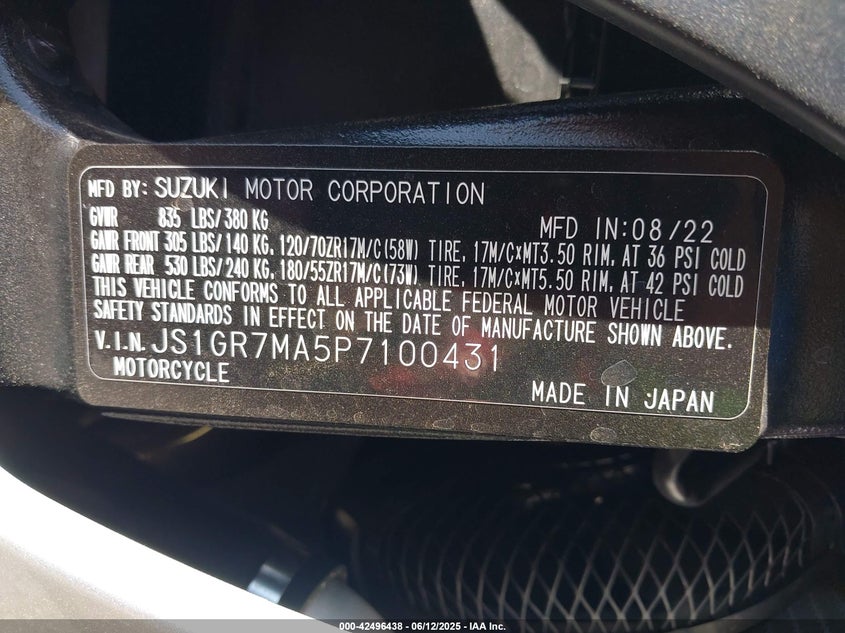 MFD BY: SUZUKI MOTOR CORPORATION
GVWR 835 LBS/380 KG MFD IN:08/22
GAWR FRONT 305 LBS/140 KG, 120/70ZR17M/C(58W) TIRE, 17M/C×MT3.50 RIM, AT 36 PSI COLD
GAWR REAR 530 LBS/240 KG, 180/55ZR17M/C(73W) TIRE, 17M/C×MT5.50 RIM, AT 42 PSI COLD
THIS VEHICLE CONFORMS TO ALL APPLICABLE FEDERAL MOTOR VEHICLE
SAFETY STANDARDS IN EFFECT ON THE DATE OF MANUFACTURE SHOWN ABOVE.
V.I.N. JS1GR7MA5P7100431
MOTORCYCLE MADE IN JAPAN
000-42496438 - 06/12/2025 - IAA Inc.